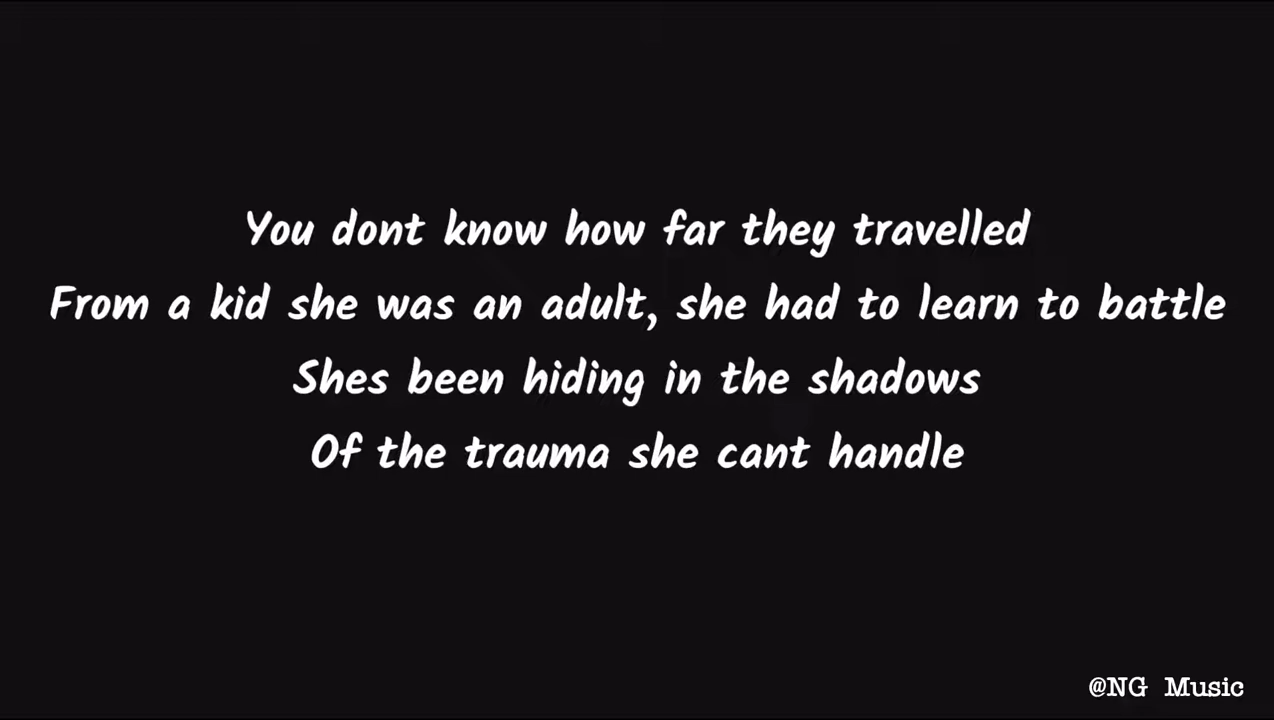 You dont know how far they travelled
From a kid she was an adult, she had to learn to battle
Shes been hiding in the shadows
Of the trauma she cant handle
@NG Music